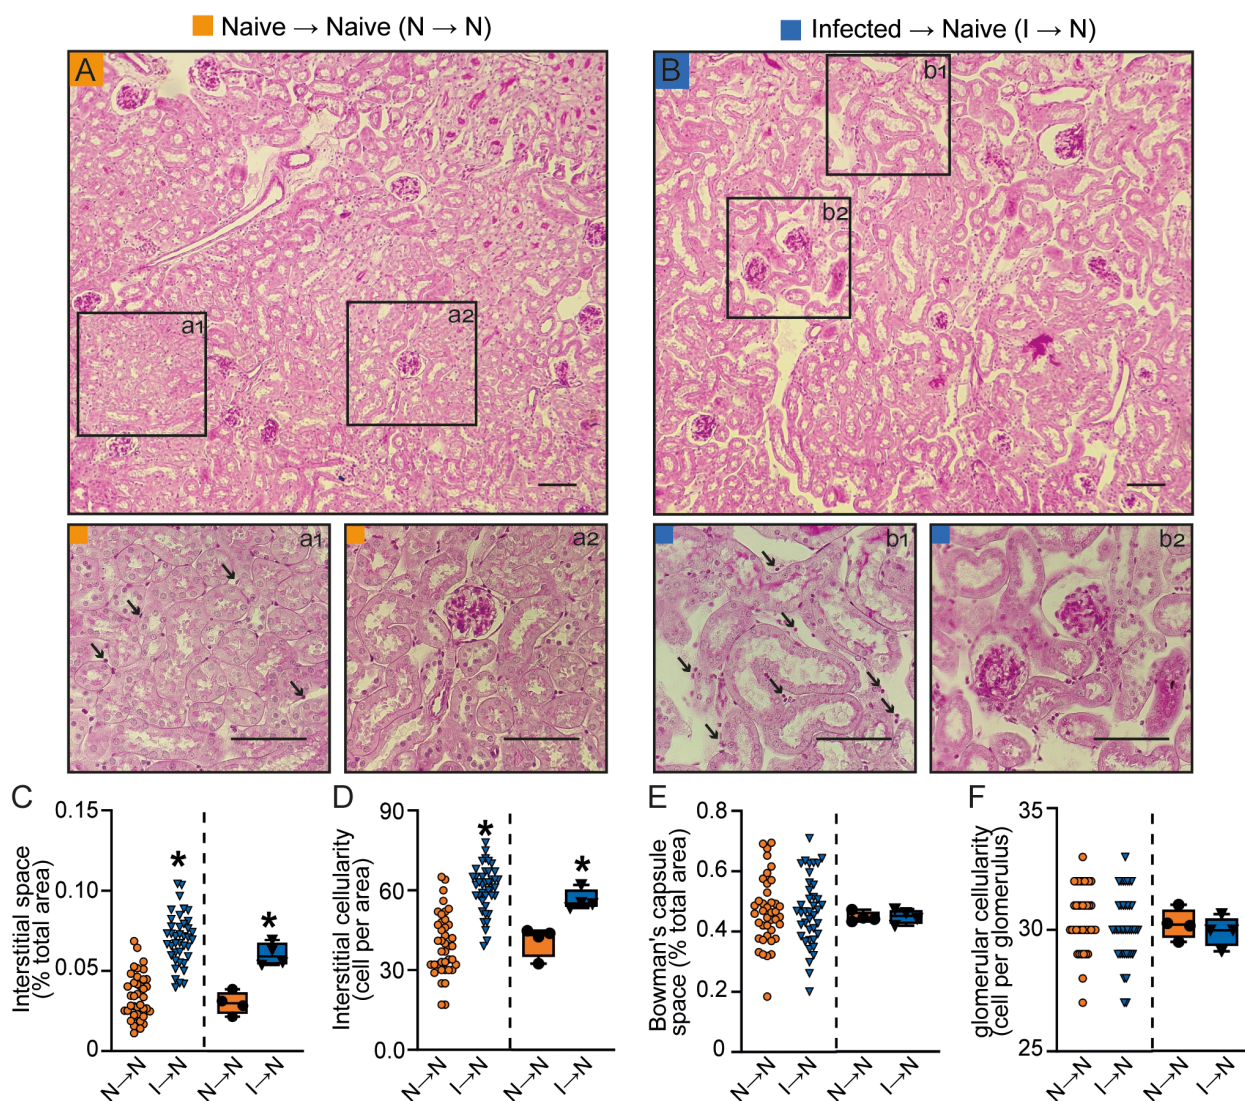 Naive → Naive (N → N)
Infected → Naive (I → N)
A
a1
a2
B
b1
b2
a1
a2
b1
b2
C
Interstitial space
(% total area)
0.15
0.10
0.05
0
*
*
N→N
I→N
N→N
I→N
D
Interstitial cellularity
(cell per area)
90
60
30
0.0
*
*
N→N
I→N
N→N
I→N
E
Bowman's capsule
space (% total area)
0.8
0.6
0.4
0.2
0
N→N
I→N
N→N
I→N
F
glomerular cellularity
(cell per glomerulus)
35
30
25
N→N
I→N
N→N
I→N